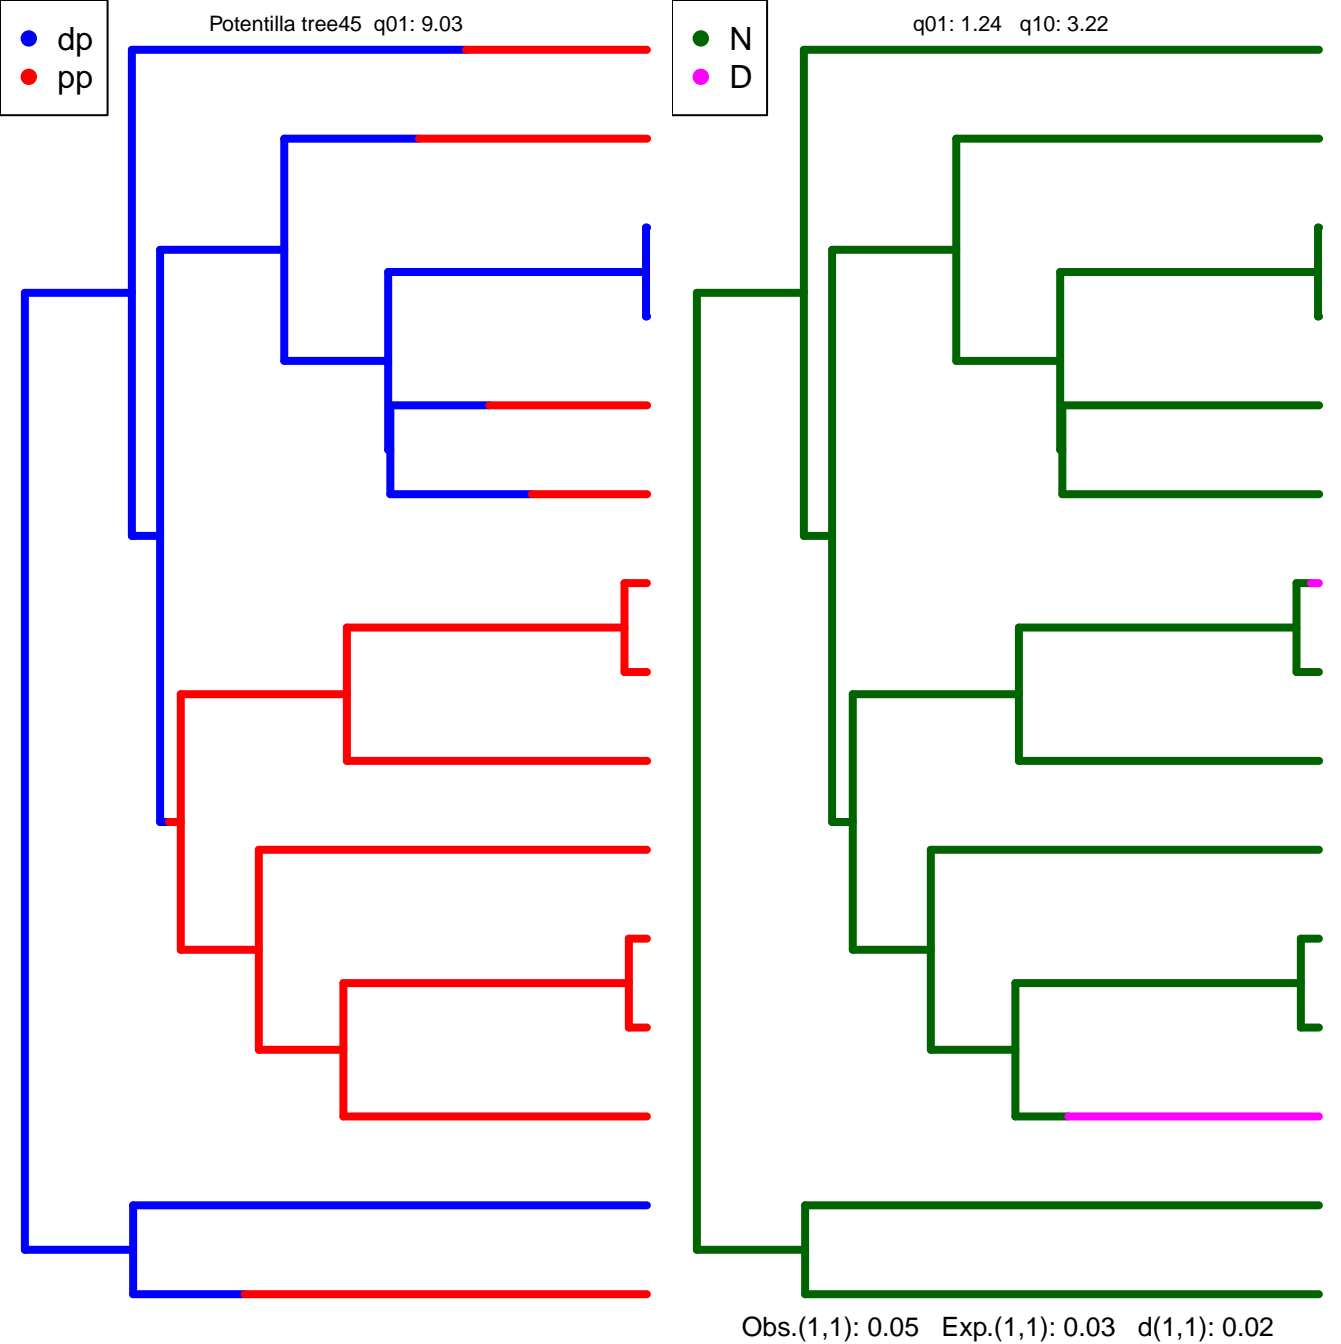 Potentilla tree45  q01: 9.03
dp
pp
q01: 1.24   q10: 3.22
N
D
Obs.(1,1): 0.05   Exp.(1,1): 0.03   d(1,1): 0.02